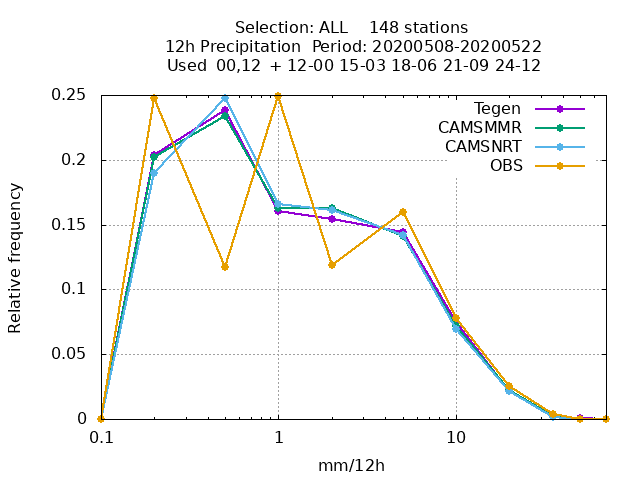 Selection: ALL    148 stations
12h Precipitation  Period: 20200508-20200522
Used  00,12  + 12-00 15-03 18-06 21-09 24-12
Tegen
CAMSMMR
CAMSNRT
OBS
0.25
0.2
0.15
0.1
0.05
0
Relative frequency
0.1
1
10
mm/12h